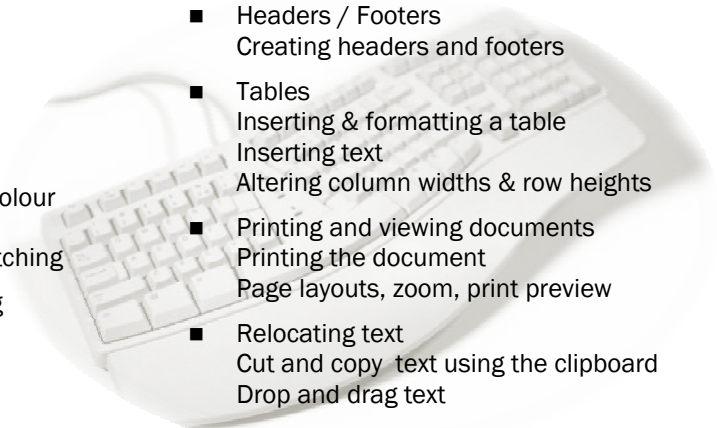 ■ Headers / Footers
Creating headers and footers
■ Tables
Inserting & formatting a table
Inserting text
Altering column widths & row heights
■ Printing and viewing documents
Printing the document
Page layouts, zoom, print preview
■ Relocating text
Cut and copy text using the clipboard
Drop and drag text